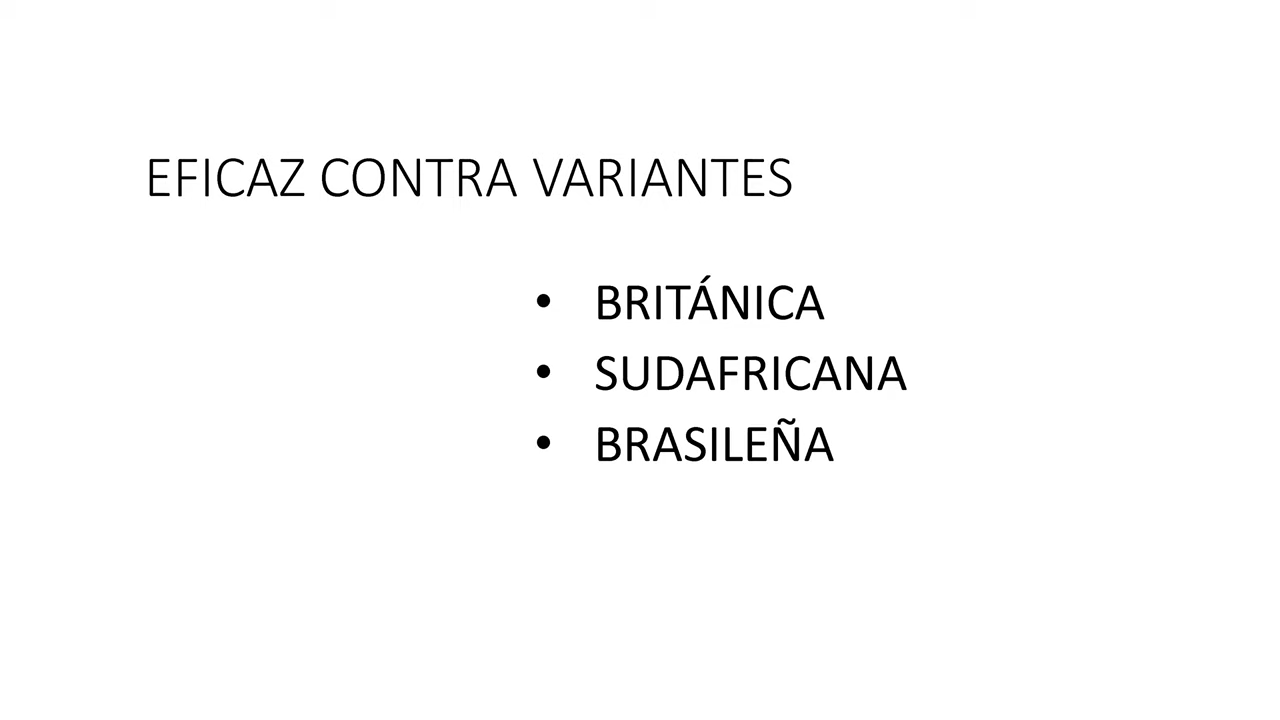 EFICAZ CONTRA VARIANTES
• BRITÁNICA
• SUDAFRICANA
• BRASILEÑA